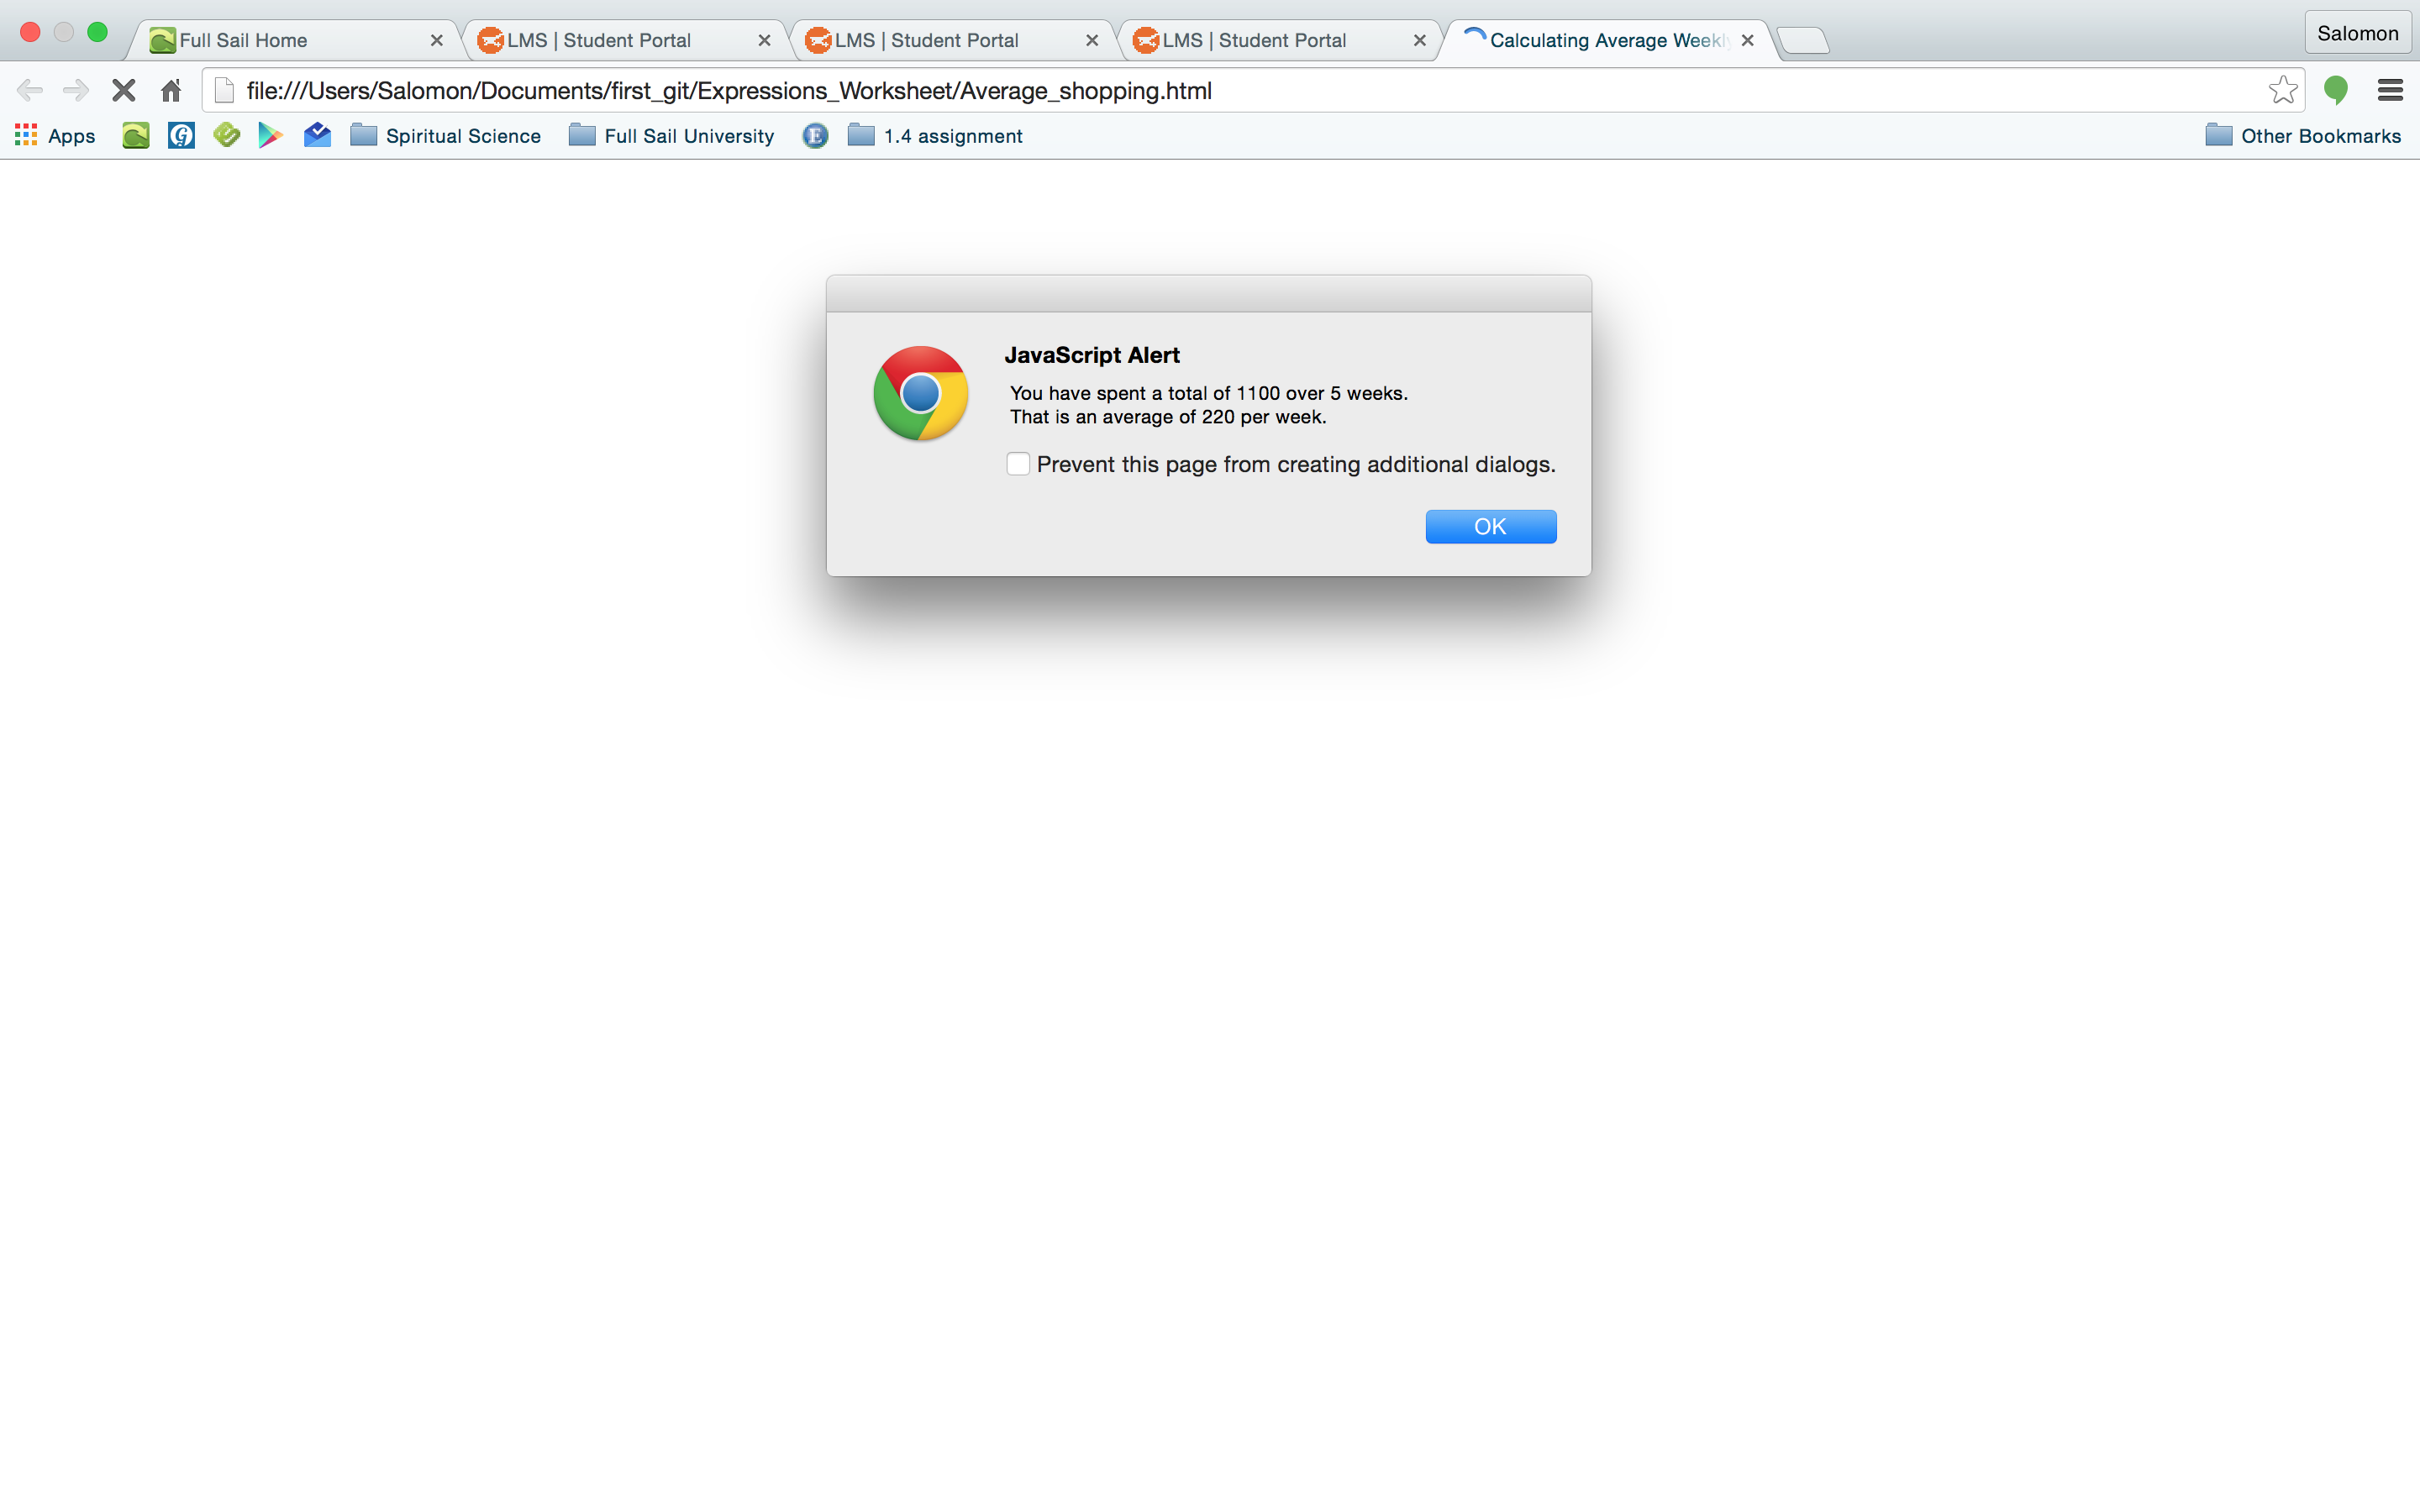 Full Sail Home
LMS | Student Portal
LMS | Student Portal
LMS | Student Portal
Calculating Average Weekly
Salomon
file:///Users/Salomon/Documents/first_git/Expressions_Worksheet/Average_shopping.html
Apps
G
Spiritual Science
Full Sail University
E
1.4 assignment
Other Bookmarks
JavaScript Alert
You have spent a total of 1100 over 5 weeks.
That is an average of 220 per week.
Prevent this page from creating additional dialogs.
OK